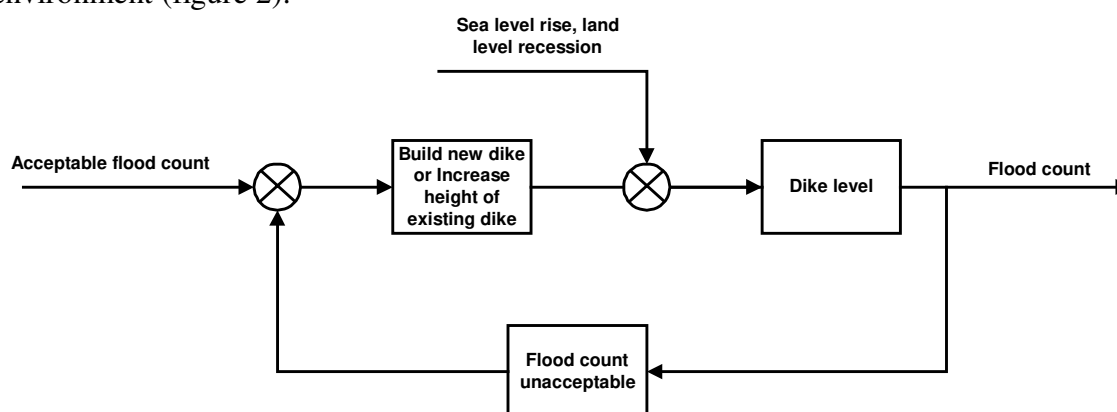 environment (figure 2).
Sea level rise, land
level recession
Acceptable flood count
Build new dike
or Increase
height of
existing dike
Dike level
Flood count
Flood count
unacceptable